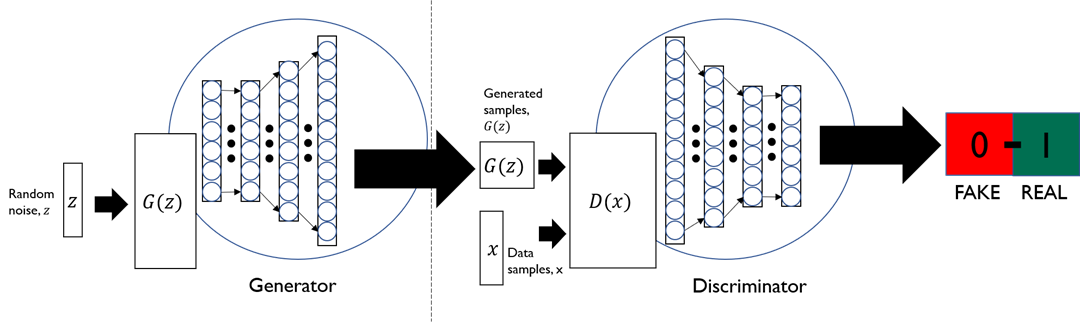 Random
noise, z
z
G(z)
Generator
Generated
samples,
G(z)
G(z)
x
Data
samples, x
D(x)
Discriminator
0 - 1
FAKE REAL